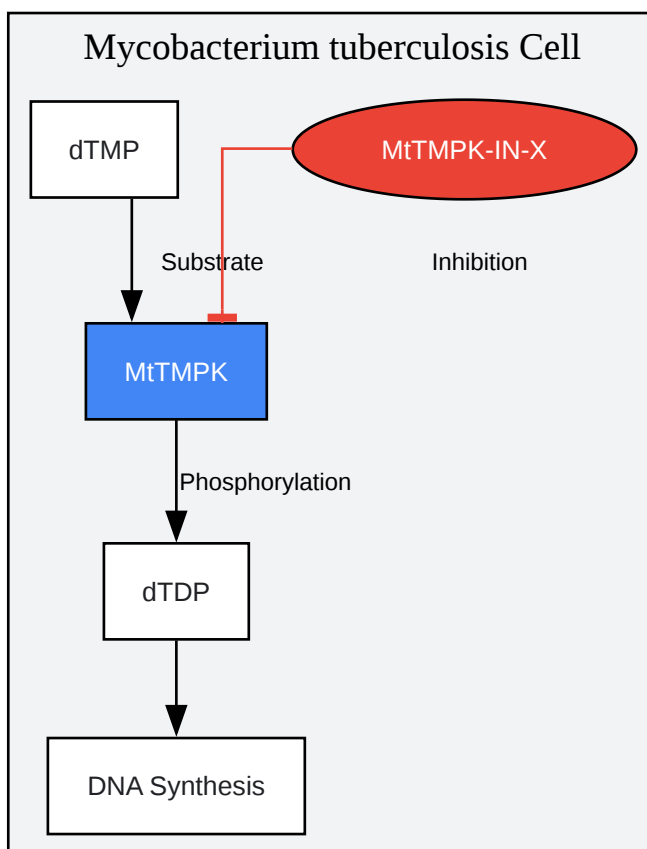 Mycobacterium tuberculosis Cell
dTMP
MtTMPK-IN-X
Substrate
Inhibition
MtTMPK
Phosphorylation
dTDP
DNA Synthesis